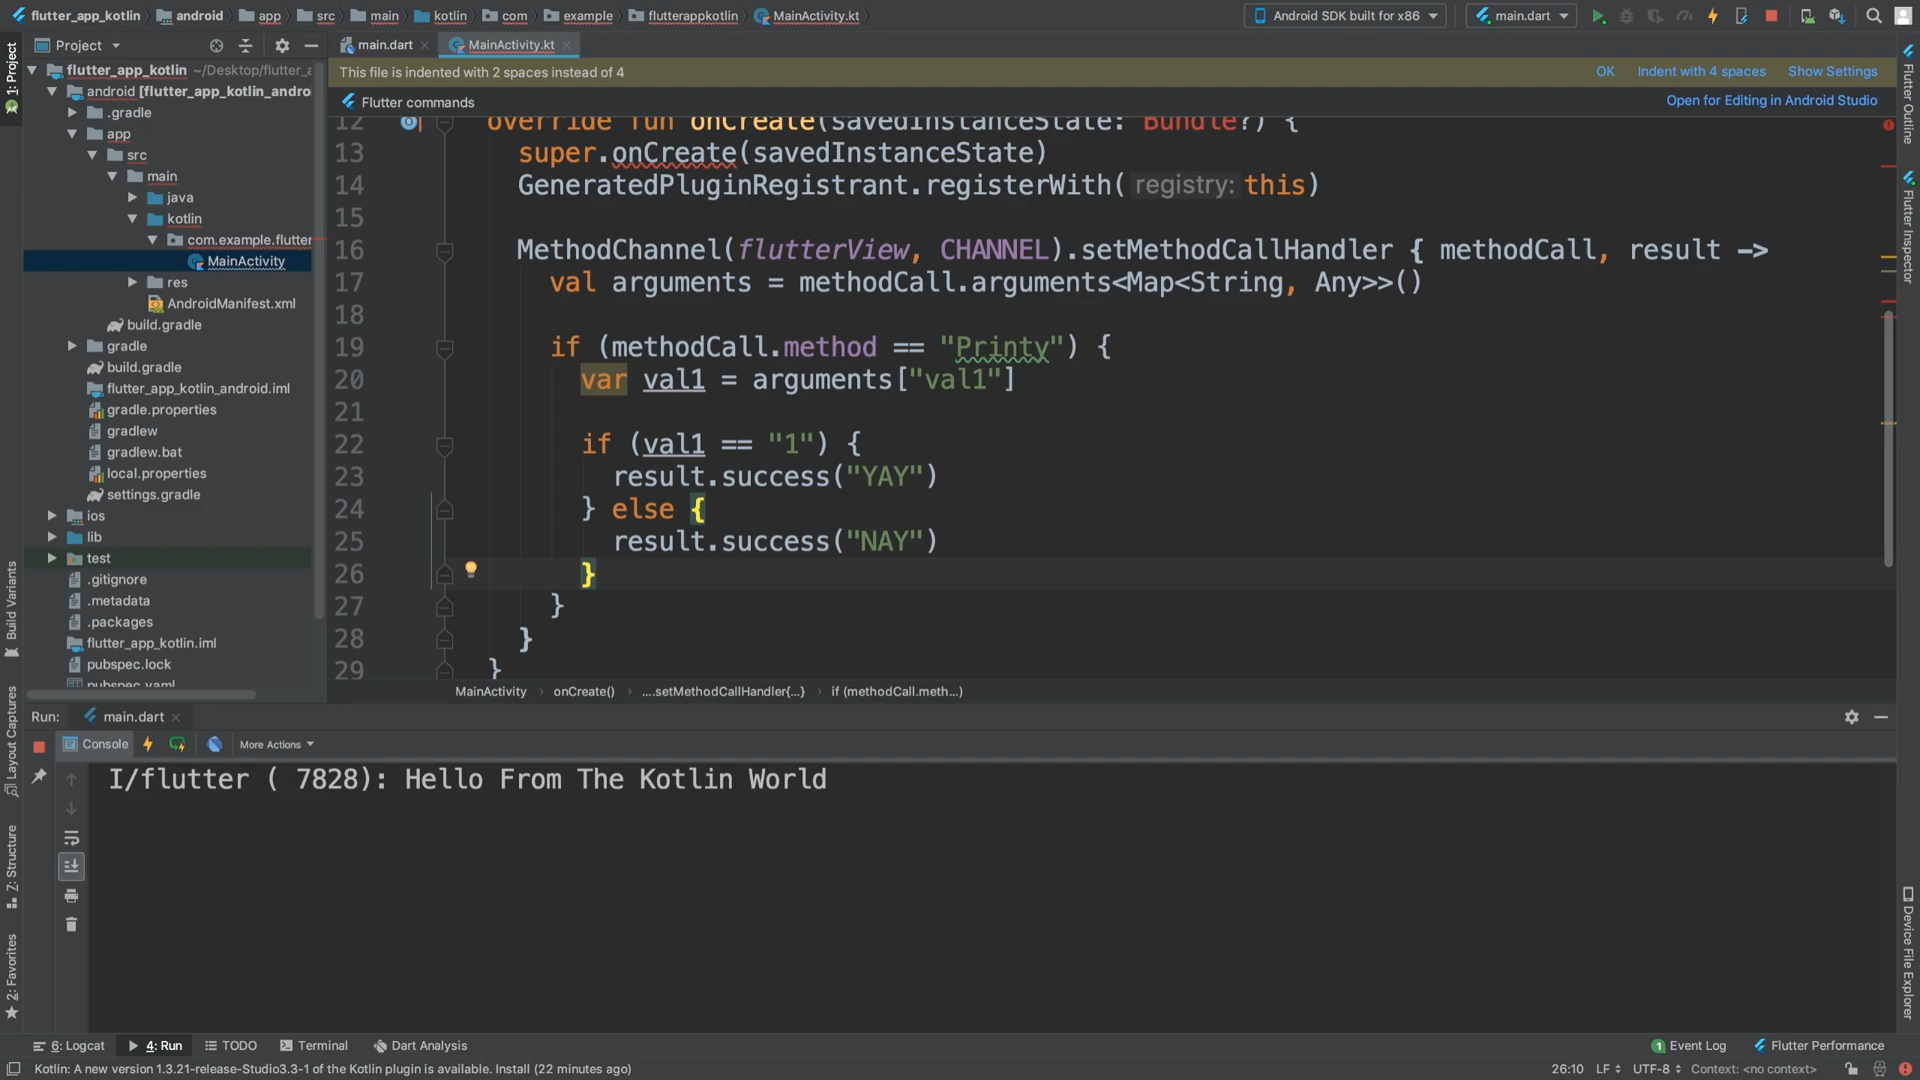 flutter_app_kotlin android app src main kotlin com example flutterappkotlin MainActivity.kt Android SDK built for x86 main.dart
1: Project
Project
main.dart
MainActivity.kt
flutter_app_kotlin ~/Desktop/flutter_a
android [flutter_app_kotlin_andro
.gradle
app
src
main
java
kotlin
com.example.flutter
MainActivity
res
AndroidManifest.xml
build.gradle
gradle
build.gradle
flutter_app_kotlin_android.iml
gradle.properties
gradlew
gradlew.bat
local.properties
settings.gradle
ios
lib
test
.gitignore
.metadata
.packages
flutter_app_kotlin.iml
pubspec.lock
pubspec.yaml
This file is indented with 2 spaces instead of 4 OK Indent with 4 spaces Show Settings
Flutter commands Open for Editing in Android Studio
12 override fun onCreate(savedInstanceState: Bundle?) {
13 super.onCreate(savedInstanceState)
14 GeneratedPluginRegistrant.registerWith( registry: this)
15
16 MethodChannel(flutterView, CHANNEL).setMethodCallHandler { methodCall, result ->
17 val arguments = methodCall.arguments<Map<String, Any>>()
18
19 if (methodCall.method == "Printy") {
20 var val1 = arguments["val1"]
21
22 if (val1 == "1") {
23 result.success("YAY")
24 } else {
25 result.success("NAY")
26 }
27 }
28 }
29 }
MainActivity › onCreate() › ....setMethodCallHandler{...} › if (methodCall.meth...)
Flutter Outline
Flutter Inspector
Device File Explorer
Build Variants
Layout Captures
Z: Structure
2: Favorites
Run: main.dart
Console More Actions
I/flutter ( 7828): Hello From The Kotlin World
6: Logcat 4: Run TODO Terminal Dart Analysis 1 Event Log Flutter Performance
Kotlin: A new version 1.3.21-release-Studio3.3-1 of the Kotlin plugin is available. Install (22 minutes ago) 26:10 LF UTF-8 Context: <no context>